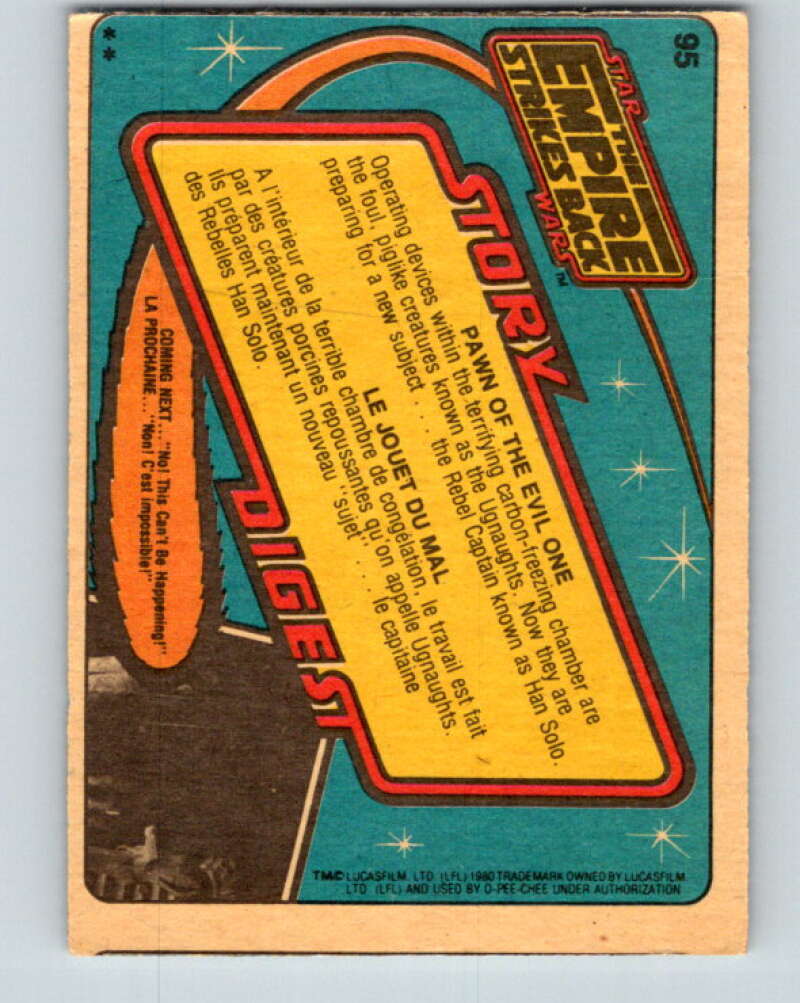 95
STAR
THE
EMPIRE
STRIKES BACK
WARS™
STORY
PAWN OF THE EVIL ONE
Operating devices within the terrifying carbon-freezing chamber are
the foul, piglike creatures known as the Ugnaughts. Now they are
preparing for a new subject . . . the Rebel Captain known as Han Solo.
LE JOUET DU MAL
A l'intérieur de la terrible chambre de congélation, le travail est fait
par des créatures porcines repoussantes qu'on appelle Ugnaughts.
Ils préparent maintenant un nouveau "sujet" . . . le capitaine
des Rebelles Han Solo.
DIGEST
COMING NEXT... "No! This Can't Be Happening!"
LA PROCHAINE... "Non! C'est impossible!"
TM© LUCASFILM, LTD. (LFL) 1980 TRADEMARK OWNED BY LUCASFILM
LTD. (LFL) AND USED BY O-PEE-CHEE UNDER AUTHORIZATION
**